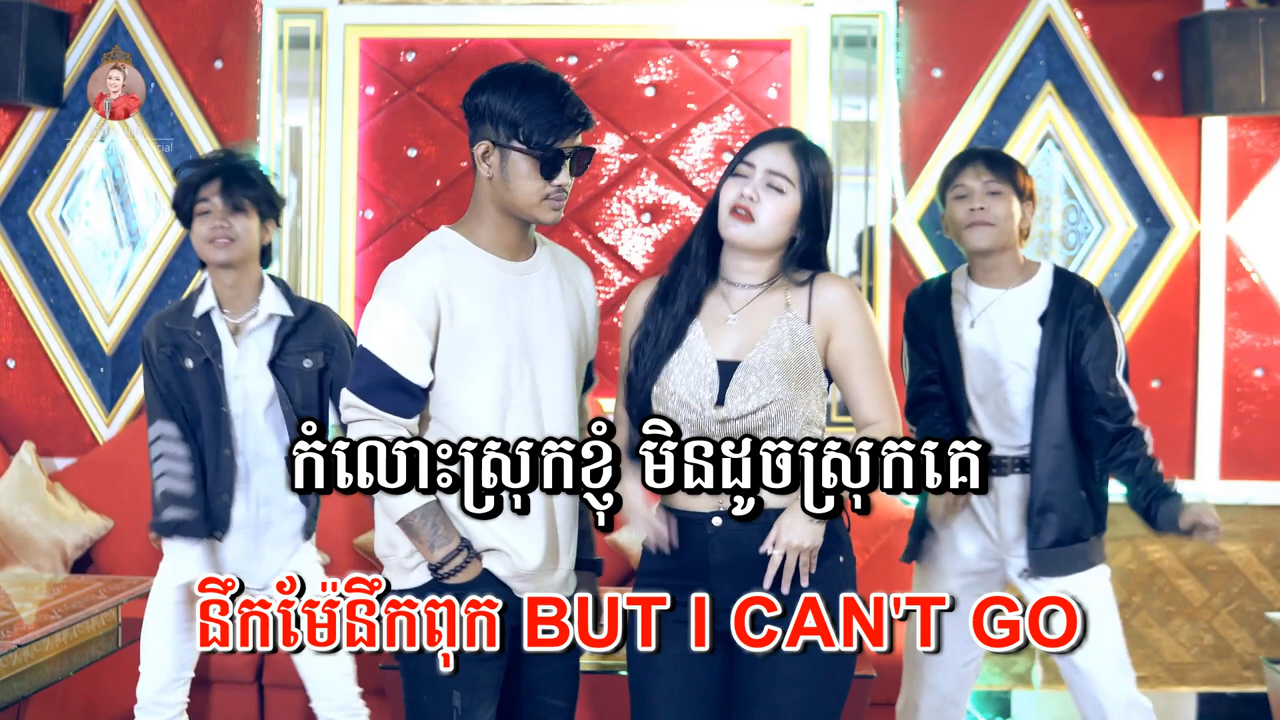 កំលោះស្រុកខ្ញុំ មិនដូចស្រុកគេ
នឹកម៉ែនឹកពុក BUT I CAN'T GO